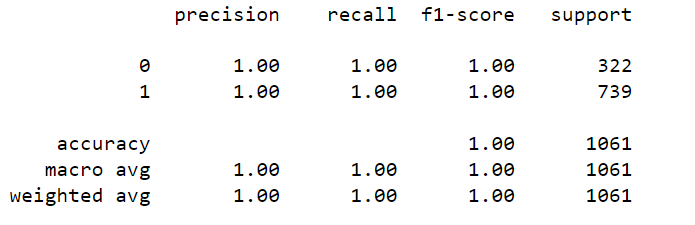 precision recall f1-score support
0 1.00 1.00 1.00 322
1 1.00 1.00 1.00 739
accuracy 1.00 1061
macro avg 1.00 1.00 1.00 1061
weighted avg 1.00 1.00 1.00 1061